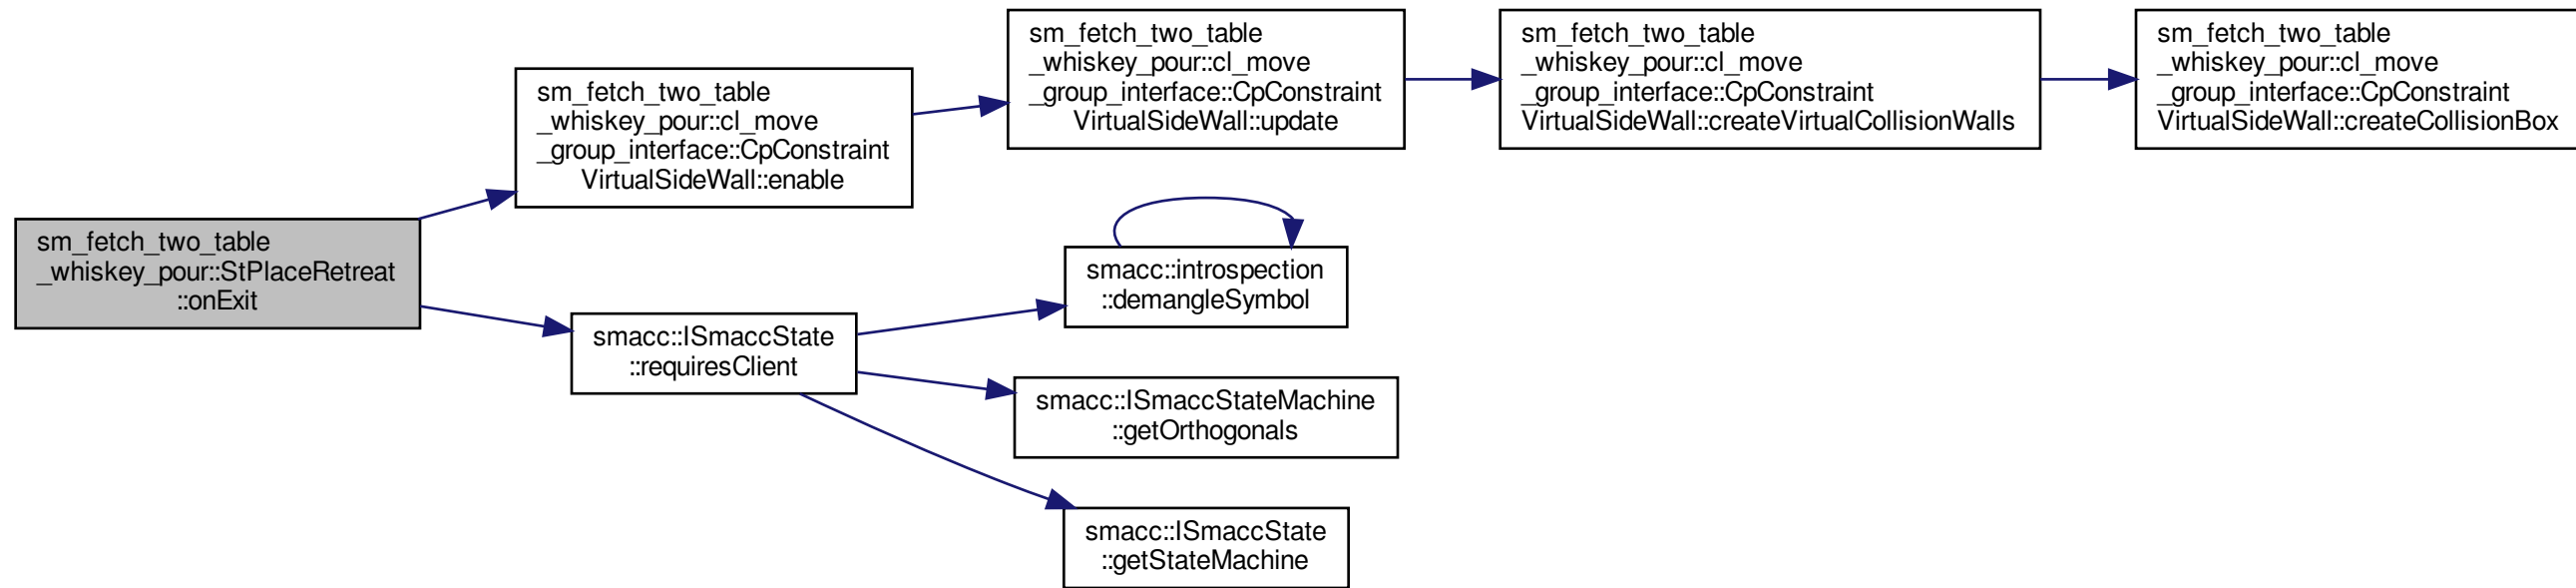 sm_fetch_two_table
_whiskey_pour::StPlaceRetreat
::onExit
sm_fetch_two_table
_whiskey_pour::cl_move
_group_interface::CpConstraint
VirtualSideWall::enable
sm_fetch_two_table
_whiskey_pour::cl_move
_group_interface::CpConstraint
VirtualSideWall::update
sm_fetch_two_table
_whiskey_pour::cl_move
_group_interface::CpConstraint
VirtualSideWall::createVirtualCollisionWalls
sm_fetch_two_table
_whiskey_pour::cl_move
_group_interface::CpConstraint
VirtualSideWall::createCollisionBox
smacc::ISmaccState
::requiresClient
smacc::introspection
::demangleSymbol
smacc::ISmaccStateMachine
::getOrthogonals
smacc::ISmaccState
::getStateMachine